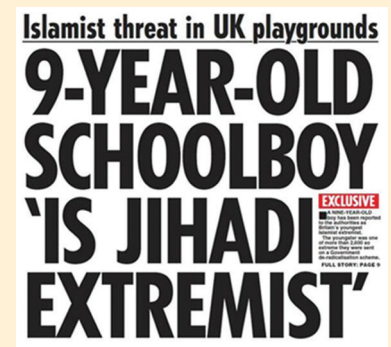 Islamist threat in UK playgrounds
9-YEAR-OLD
SCHOOLBOY
‘IS JIHADI
EXTREMIST’
EXCLUSIVE
A NINE-YEAR-OLD
boy has been reported
to the authorities as
Britain's youngest
Islamist extremist.
The youngster was one
of more than 2,000 so
extreme they were sent
on a Government
de-radicalisation scheme.
FULL STORY: PAGE 9